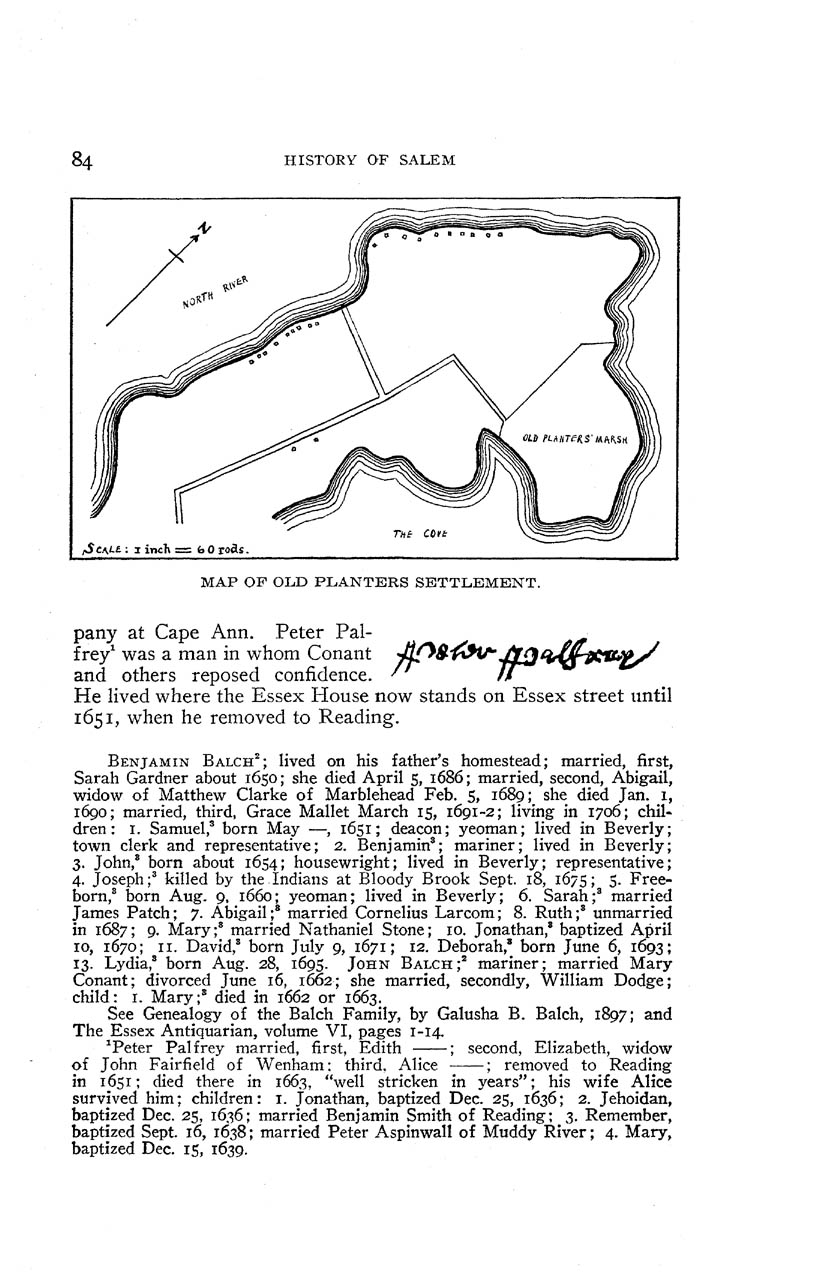 84
HISTORY OF SALEM
N
NORTH RIVER
OLD PLANTERS' MARSH
THE COVE
SCALE: 1 inch = 60 rods.
MAP OF OLD PLANTERS SETTLEMENT.
pany at Cape Ann. Peter Pal-
frey¹ was a man in whom Conant
and others reposed confidence.
He lived where the Essex House now stands on Essex street until
1651, when he removed to Reading.
BENJAMIN BALCH²; lived on his father's homestead; married, first,
Sarah Gardner about 1650; she died April 5, 1686; married, second, Abigail,
widow of Matthew Clarke of Marblehead Feb. 5, 1689; she died Jan. 1,
1690; married, third, Grace Mallet March 15, 1691-2; living in 1706; chil-
dren: 1. Samuel,³ born May —, 1651; deacon; yeoman; lived in Beverly;
town clerk and representative; 2. Benjamin³; mariner; lived in Beverly;
3. John,³ born about 1654; housewright; lived in Beverly; representative;
4. Joseph;³ killed by the Indians at Bloody Brook Sept. 18, 1675; 5. Free-
born,³ born Aug. 9, 1660; yeoman; lived in Beverly; 6. Sarah;³ married
James Patch; 7. Abigail;³ married Cornelius Larcom; 8. Ruth;³ unmarried
in 1687; 9. Mary;³ married Nathaniel Stone; 10. Jonathan,³ baptized April
10, 1670; 11. David,³ born July 9, 1671; 12. Deborah,³ born June 6, 1693;
13. Lydia,³ born Aug. 28, 1695. JOHN BALCH;² mariner; married Mary
Conant; divorced June 16, 1662; she married, secondly, William Dodge;
child: 1. Mary;³ died in 1662 or 1663.
See Genealogy of the Balch Family, by Galusha B. Balch, 1897; and
The Essex Antiquarian, volume VI, pages 1-14.
¹Peter Palfrey married, first, Edith ——; second, Elizabeth, widow
of John Fairfield of Wenham; third, Alice ——; removed to Reading
in 1651; died there in 1663, "well stricken in years"; his wife Alice
survived him; children: 1. Jonathan, baptized Dec. 25, 1636; 2. Jehoidan,
baptized Dec. 25, 1636; married Benjamin Smith of Reading; 3. Remember,
baptized Sept. 16, 1638; married Peter Aspinwall of Muddy River; 4. Mary,
baptized Dec. 15, 1639.